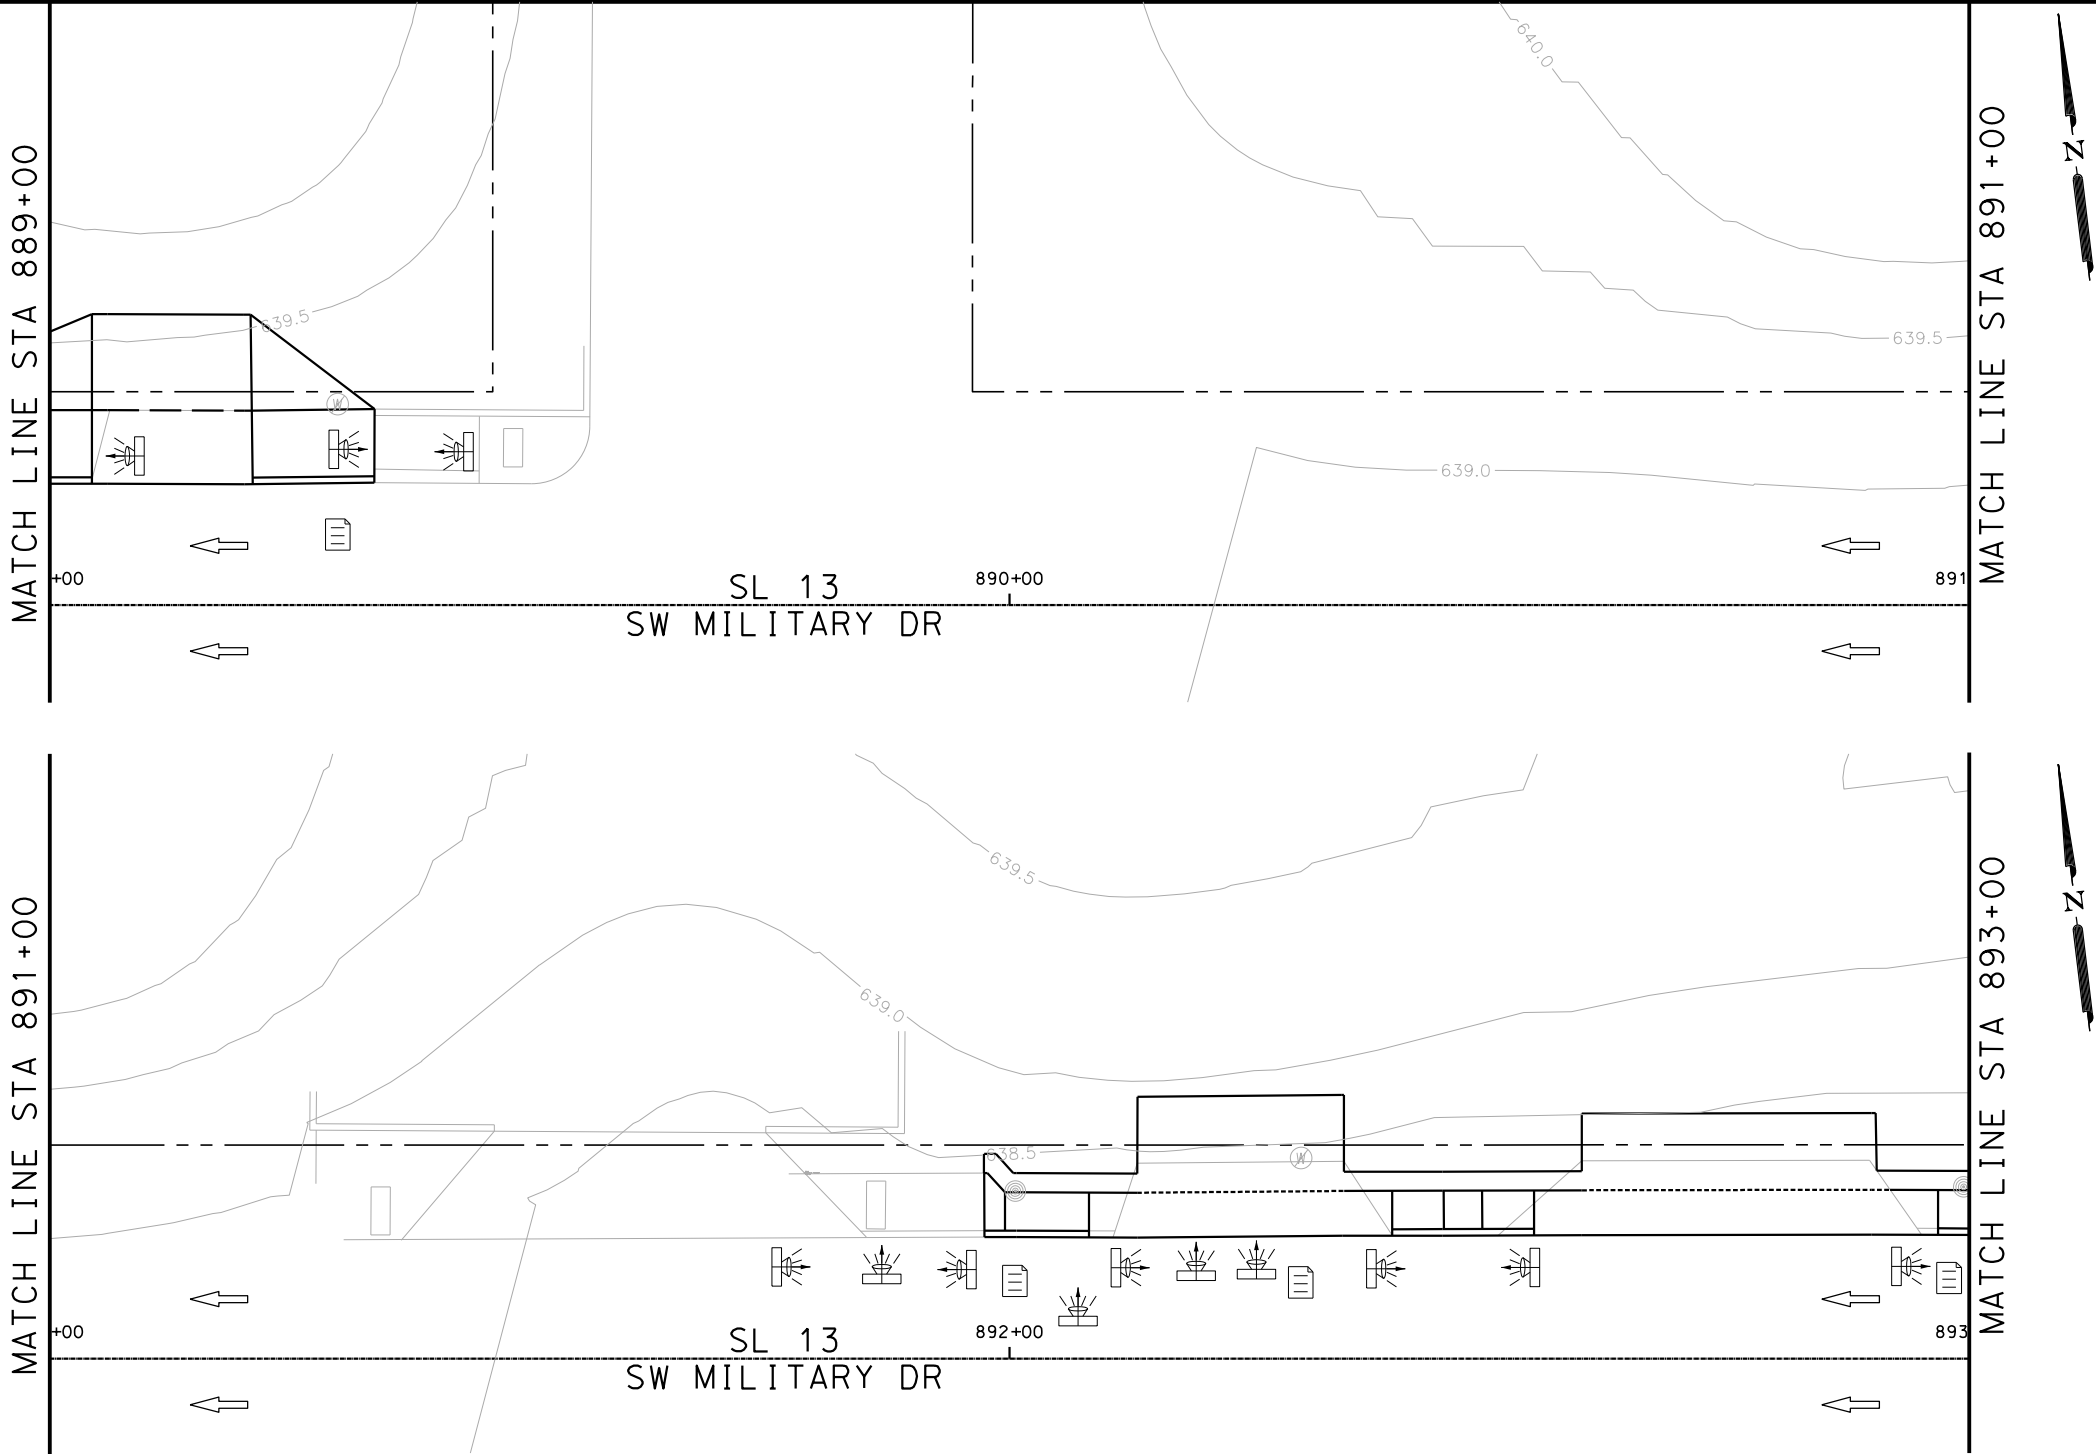 MATCH LINE STA 889+00
640.0
N
MATCH LINE STA 891+00
639.5
639.5
W
639.0
+00
SL 13
890+00
891
SW MILITARY DR
MATCH LINE STA 891+00
639.5
N
MATCH LINE STA 893+00
639.0
638.5
W
+00
SL 13
892+00
893
SW MILITARY DR